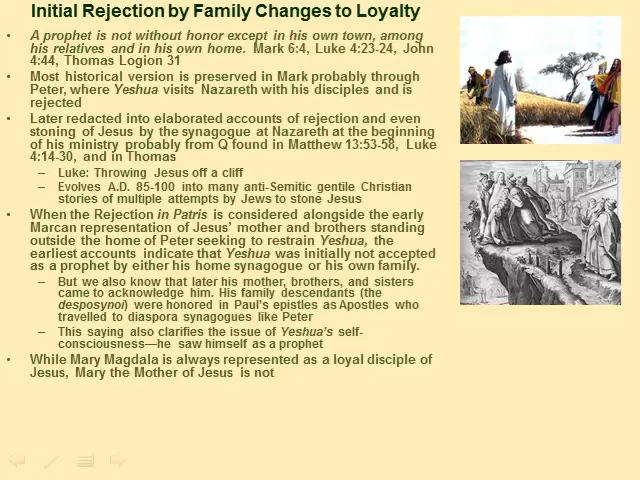 Initial Rejection by Family Changes to Loyalty
• A prophet is not without honor except in his own town, among
his relatives and in his own home. Mark 6:4, Luke 4:23-24, John
4:44, Thomas Logion 31
• Most historical version is preserved in Mark probably through
Peter, where Yeshua visits Nazareth with his disciples and is
rejected
• Later redacted into elaborated accounts of rejection and even
stoning of Jesus by the synagogue at Nazareth at the beginning
of his ministry probably from Q found in Matthew 13:53-58, Luke
4:14-30, and in Thomas
– Luke: Throwing Jesus off a cliff
– Evolves A.D. 85-100 into many anti-Semitic gentile Christian
stories of multiple attempts by Jews to stone Jesus
• When the Rejection in Patris is considered alongside the early
Marcan representation of Jesus' mother and brothers standing
outside the home of Peter seeking to restrain Yeshua, the
earliest accounts indicate that Yeshua was initially not accepted
as a prophet by either his home synagogue or his own family.
– But we also know that later his mother, brothers, and sisters
came to acknowledge him. His family descendants (the
desposynoi) were honored in Paul's epistles as Apostles who
travelled to diaspora synagogues like Peter
– This saying also clarifies the issue of Yeshua's self-
consciousness—he saw himself as a prophet
• While Mary Magdala is always represented as a loyal disciple of
Jesus, Mary the Mother of Jesus is not